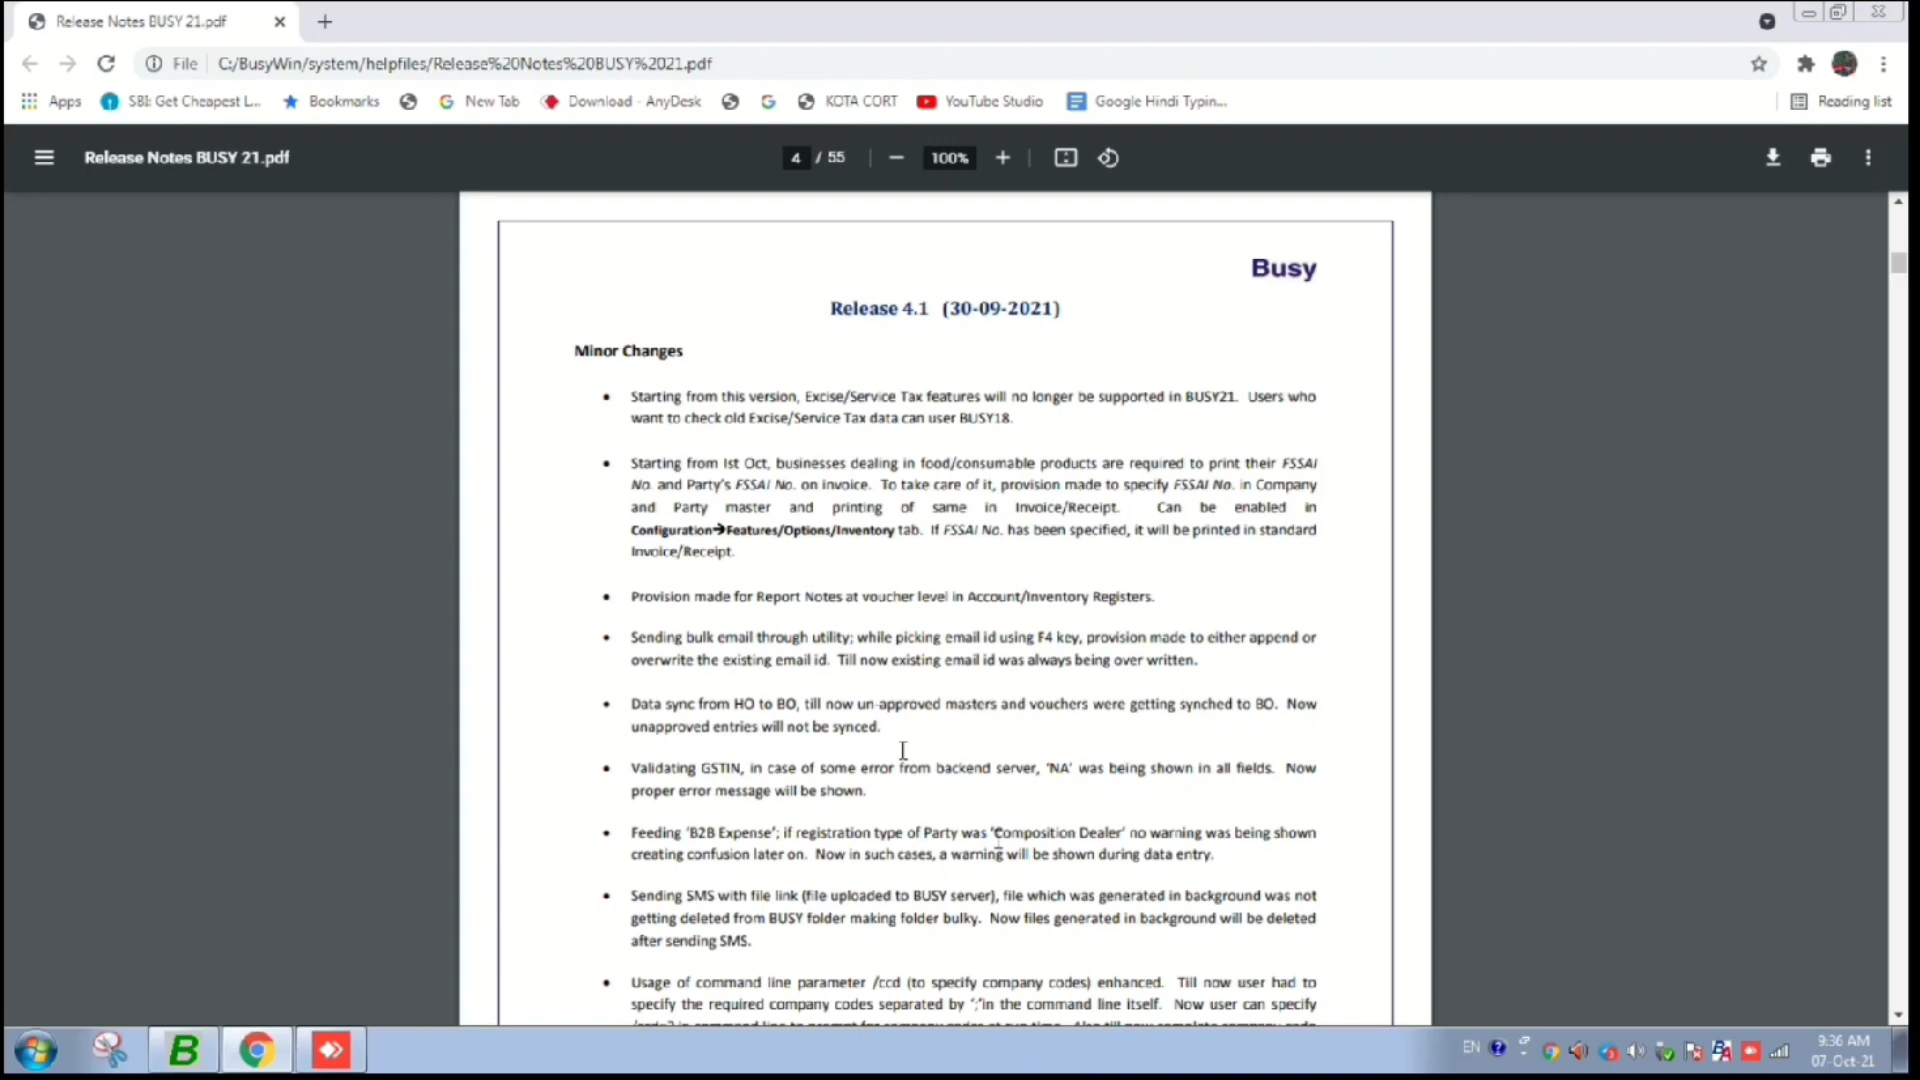 Release Notes BUSY 21.pdf
File C:/BusyWin/system/helpfiles/Release%20Notes%20BUSY%2021.pdf
Apps SBI: Get Cheapest L... Bookmarks New Tab Download - AnyDesk KOTA CORT YouTube Studio Google Hindi Typin... Reading list
Release Notes BUSY 21.pdf 4 / 55 100%
Busy
Release 4.1 (30-09-2021)
Minor Changes
• Starting from this version, Excise/Service Tax features will no longer be supported in BUSY21. Users who
want to check old Excise/Service Tax data can user BUSY18.
• Starting from Ist Oct, businesses dealing in food/consumable products are required to print their FSSAI
No. and Party's FSSAI No. on invoice. To take care of it, provision made to specify FSSAI No. in Company
and Party master and printing of same in Invoice/Receipt. Can be enabled in
Configuration→Features/Options/Inventory tab. If FSSAI No. has been specified, it will be printed in standard
Invoice/Receipt.
• Provision made for Report Notes at voucher level in Account/Inventory Registers.
• Sending bulk email through utility; while picking email id using F4 key, provision made to either append or
overwrite the existing email id. Till now existing email id was always being over written.
• Data sync from HO to BO, till now un-approved masters and vouchers were getting synched to BO. Now
unapproved entries will not be synced.
• Validating GSTIN, in case of some error from backend server, 'NA' was being shown in all fields. Now
proper error message will be shown.
• Feeding 'B2B Expense'; if registration type of Party was 'Composition Dealer' no warning was being shown
creating confusion later on. Now in such cases, a warning will be shown during data entry.
• Sending SMS with file link (file uploaded to BUSY server), file which was generated in background was not
getting deleted from BUSY folder making folder bulky. Now files generated in background will be deleted
after sending SMS.
• Usage of command line parameter /ccd (to specify company codes) enhanced. Till now user had to
specify the required company codes separated by ';'in the command line itself. Now user can specify
EN 9:36 AM
07-Oct-21